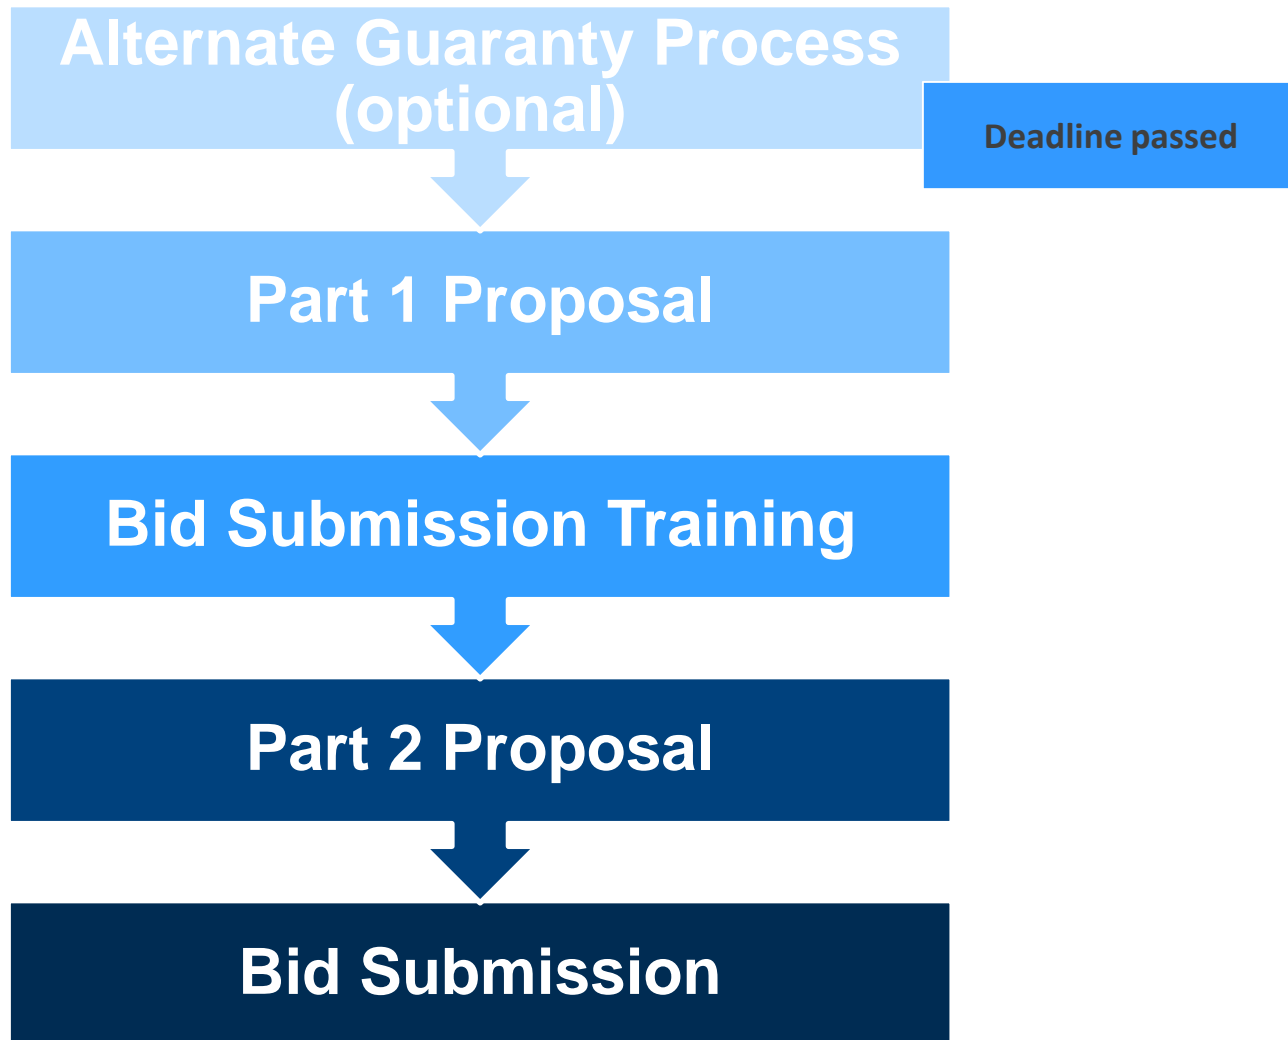 Alternate Guaranty Process
(optional)
Deadline passed
Part 1 Proposal
Bid Submission Training
Part 2 Proposal
Bid Submission